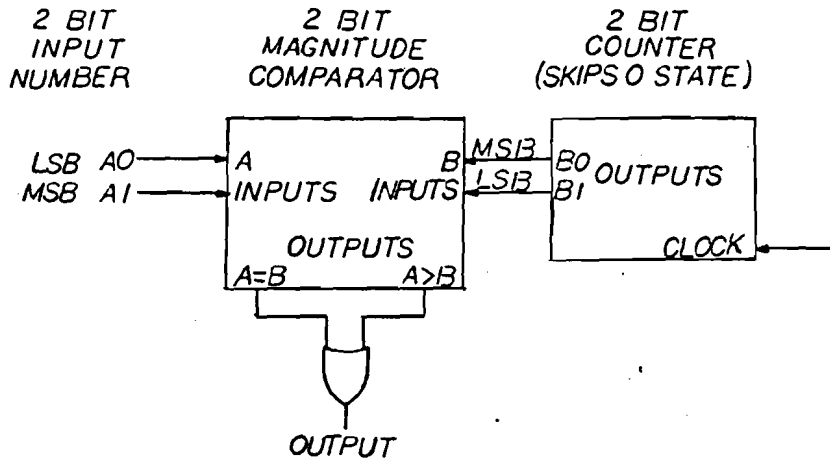 2 BIT
INPUT
NUMBER
2 BIT
MAGNITUDE
COMPARATOR
2 BIT
COUNTER
(SKIPS 0 STATE)
LSB A0
MSB A1
A
INPUTS
B
INPUTS
MSB
LSB
B0
B1
OUTPUTS
CLOCK
OUTPUTS
A=B
A>B
OUTPUT